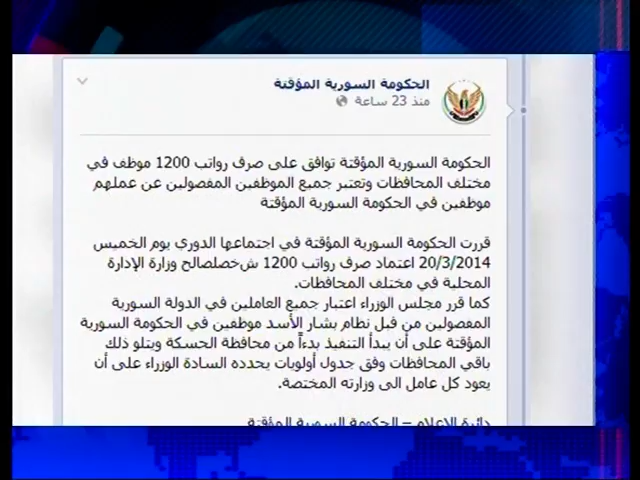 الحكومة السورية المؤقتة
منذ 23 ساعة
الحكومة السورية المؤقتة توافق على صرف رواتب 1200 موظف في
مختلف المحافظات وتعتبر جميع الموظفين المفصولين عن عملهم
موظفين في الحكومة السورية المؤقتة
قررت الحكومة السورية المؤقتة في اجتماعها الدوري يوم الخميس
20/3/2014 اعتماد صرف رواتب 1200 شخصلصالح وزارة الإدارة
المحلية في مختلف المحافظات.
كما قرر مجلس الوزراء اعتبار جميع العاملين في الدولة السورية
المفصولين من قبل نظام بشار الأسد موظفين في الحكومة السورية
المؤقتة على أن يبدأ التنفيذ بدءاً من محافظة الحسكة ويتلو ذلك
باقي المحافظات وفق جدول أولويات يحدده السادة الوزراء على أن
يعود كل عامل الى وزارته المختصة.
دائرة الاعلام – الحكومة السورية المؤقتة